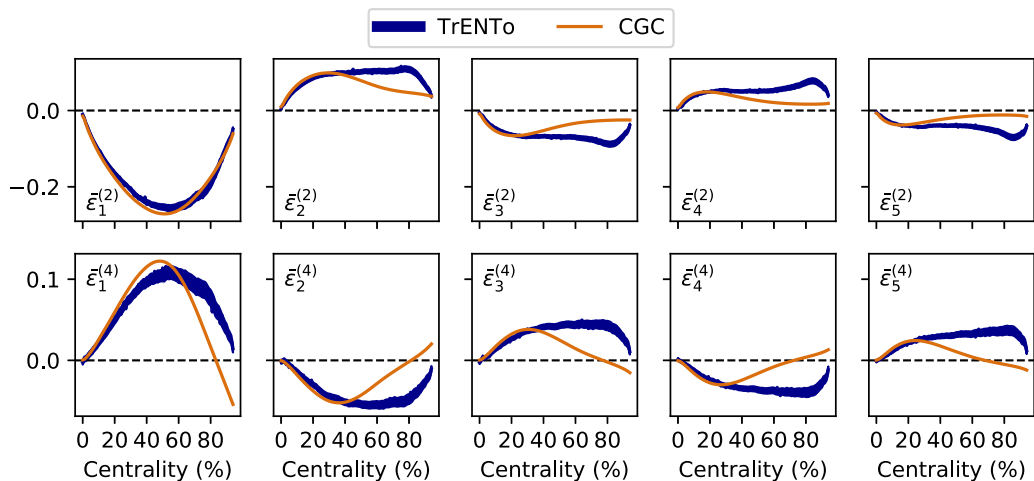 TrENTo CGC
0.0
−0.2
ε̄₁⁽²⁾ ε̄₂⁽²⁾ ε̄₃⁽²⁾ ε̄₄⁽²⁾ ε̄₅⁽²⁾
0.1
0.0
ε̄₁⁽⁴⁾ ε̄₂⁽⁴⁾ ε̄₃⁽⁴⁾ ε̄₄⁽⁴⁾ ε̄₅⁽⁴⁾
0 20 40 60 80 0 20 40 60 80 0 20 40 60 80 0 20 40 60 80 0 20 40 60 80
Centrality (%) Centrality (%) Centrality (%) Centrality (%) Centrality (%)